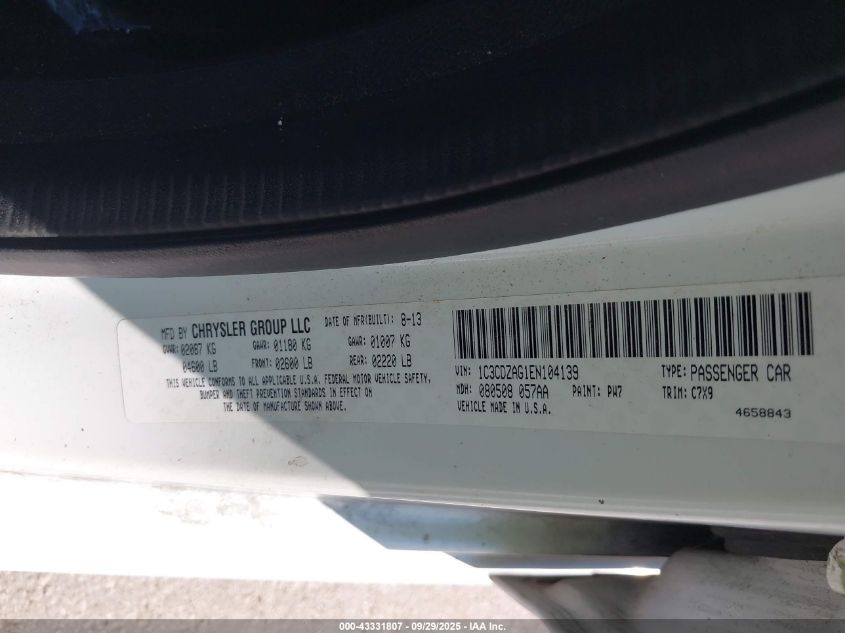 MFD BY CHRYSLER GROUP LLC DATE OF MFR(BUILT): 8-13
GVWR: 02087 KG GAWR: 01180 KG GAWR: 01007 KG
04600 LB FRONT: 02600 LB REAR: 02220 LB
THIS VEHICLE CONFORMS TO ALL APPLICABLE U.S.A. FEDERAL MOTOR VEHICLE SAFETY,
BUMPER AND THEFT PREVENTION STANDARDS IN EFFECT ON
THE DATE OF MANUFACTURE SHOWN ABOVE.
VIN: 1C3CDZAG1EN104139 TYPE: PASSENGER CAR
MDH: 080508 057AA PAINT: PW7 TRIM: C7X9
VEHICLE MADE IN U.S.A.
4658843
000-43331807 - 09/29/2025 - IAA Inc.